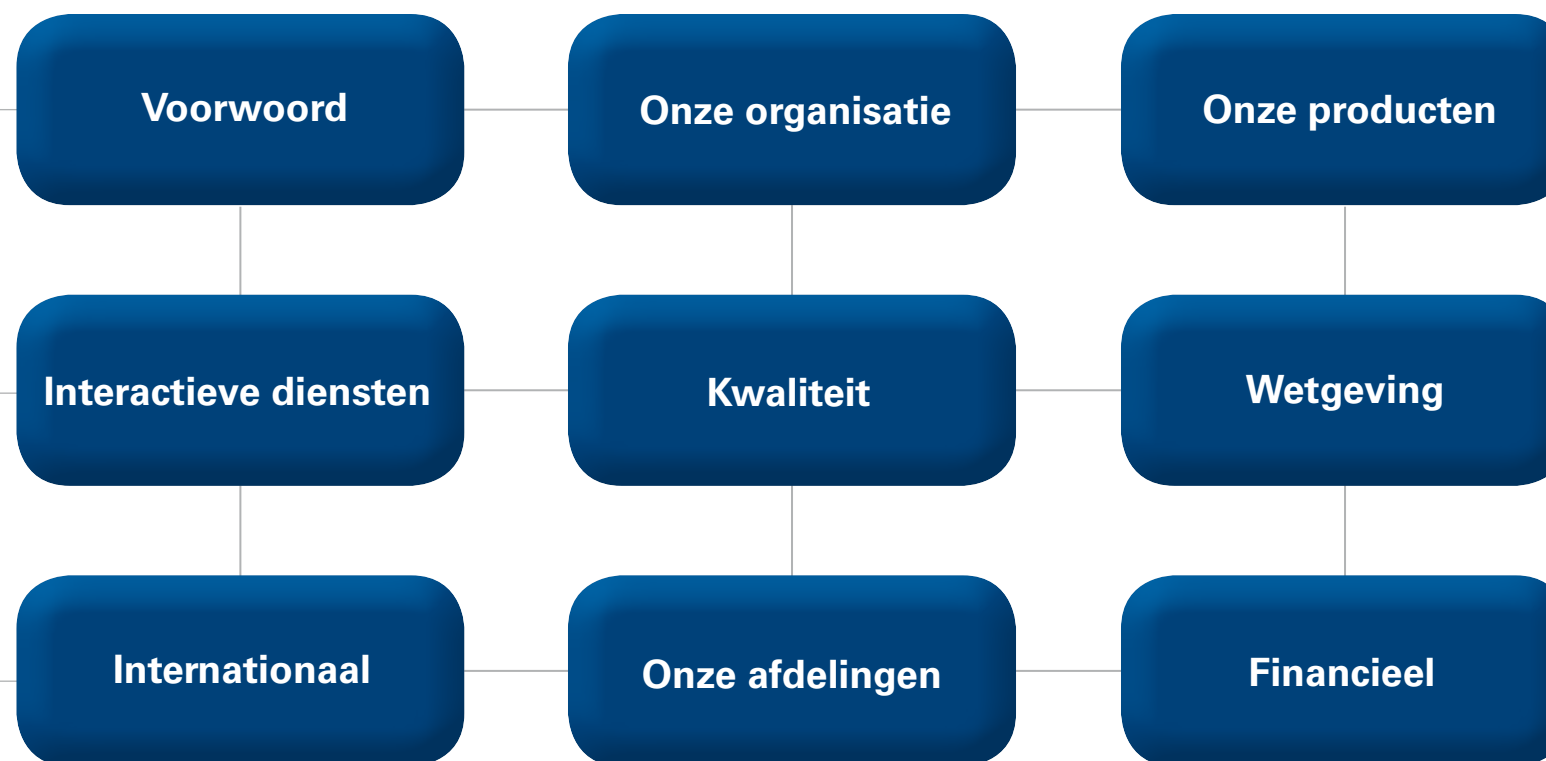 Voorwoord
Onze organisatie
Onze producten
Interactieve diensten
Kwaliteit
Wetgeving
Internationaal
Onze afdelingen
Financieel